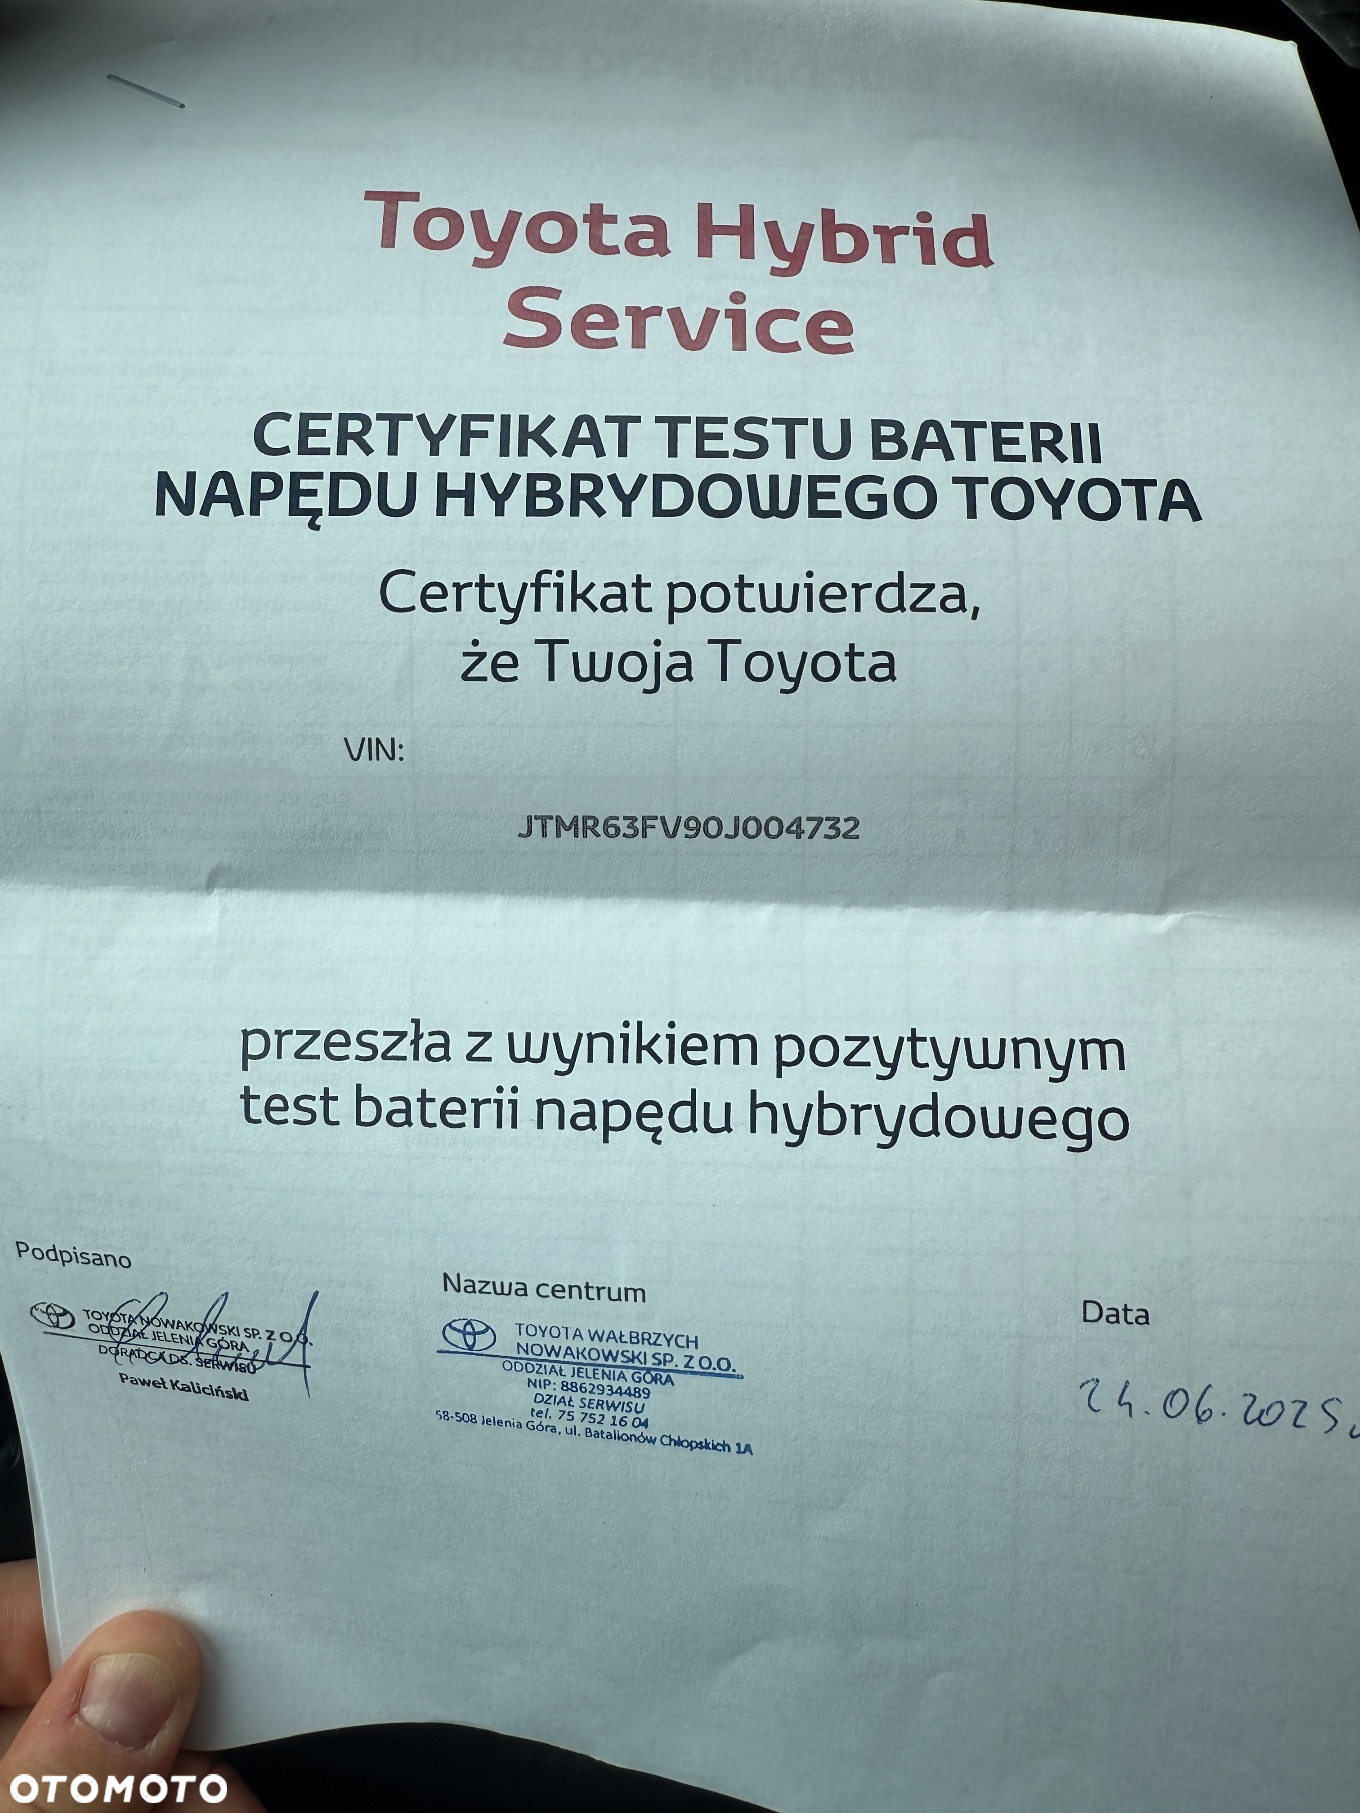 Toyota Hybrid
Service
CERTYFIKAT TESTU BATERII
NAPĘDU HYBRYDOWEGO TOYOTA
Certyfikat potwierdza,
że Twoja Toyota
VIN:
JTMR63FV90J004732
przeszła z wynikiem pozytywnym
test baterii napędu hybrydowego
Podpisano
TOYOTA NOWAKOWSKI SP. Z O.O.
ODDZIAŁ JELENIA GÓRA
DORADCA DS. SERWISU
Paweł Kaliciński
Nazwa centrum
TOYOTA WAŁBRZYCH
NOWAKOWSKI SP. Z O.O.
ODDZIAŁ JELENIA GÓRA
NIP: 8862934489
DZIAŁ SERWISU
tel. 75 752 16 04
58-508 Jelenia Góra, ul. Batalionów Chłopskich 1A
Data
24.06.2025
OTOMOTO